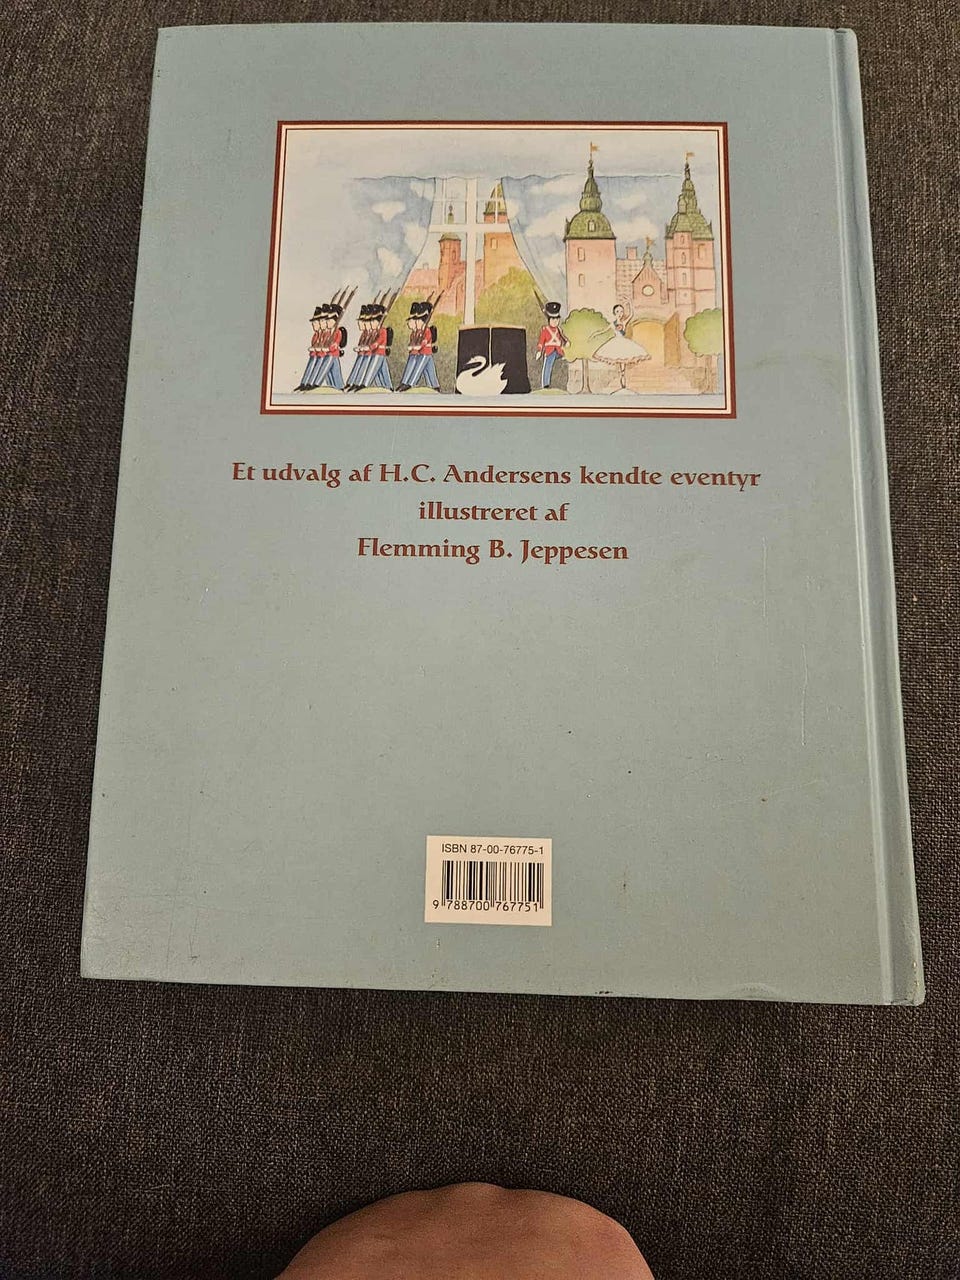 Et udvalg af H.C. Andersens kendte eventyr
illustreret af
Flemming B. Jeppesen
ISBN 87-00-76775-1
9 788700 767751